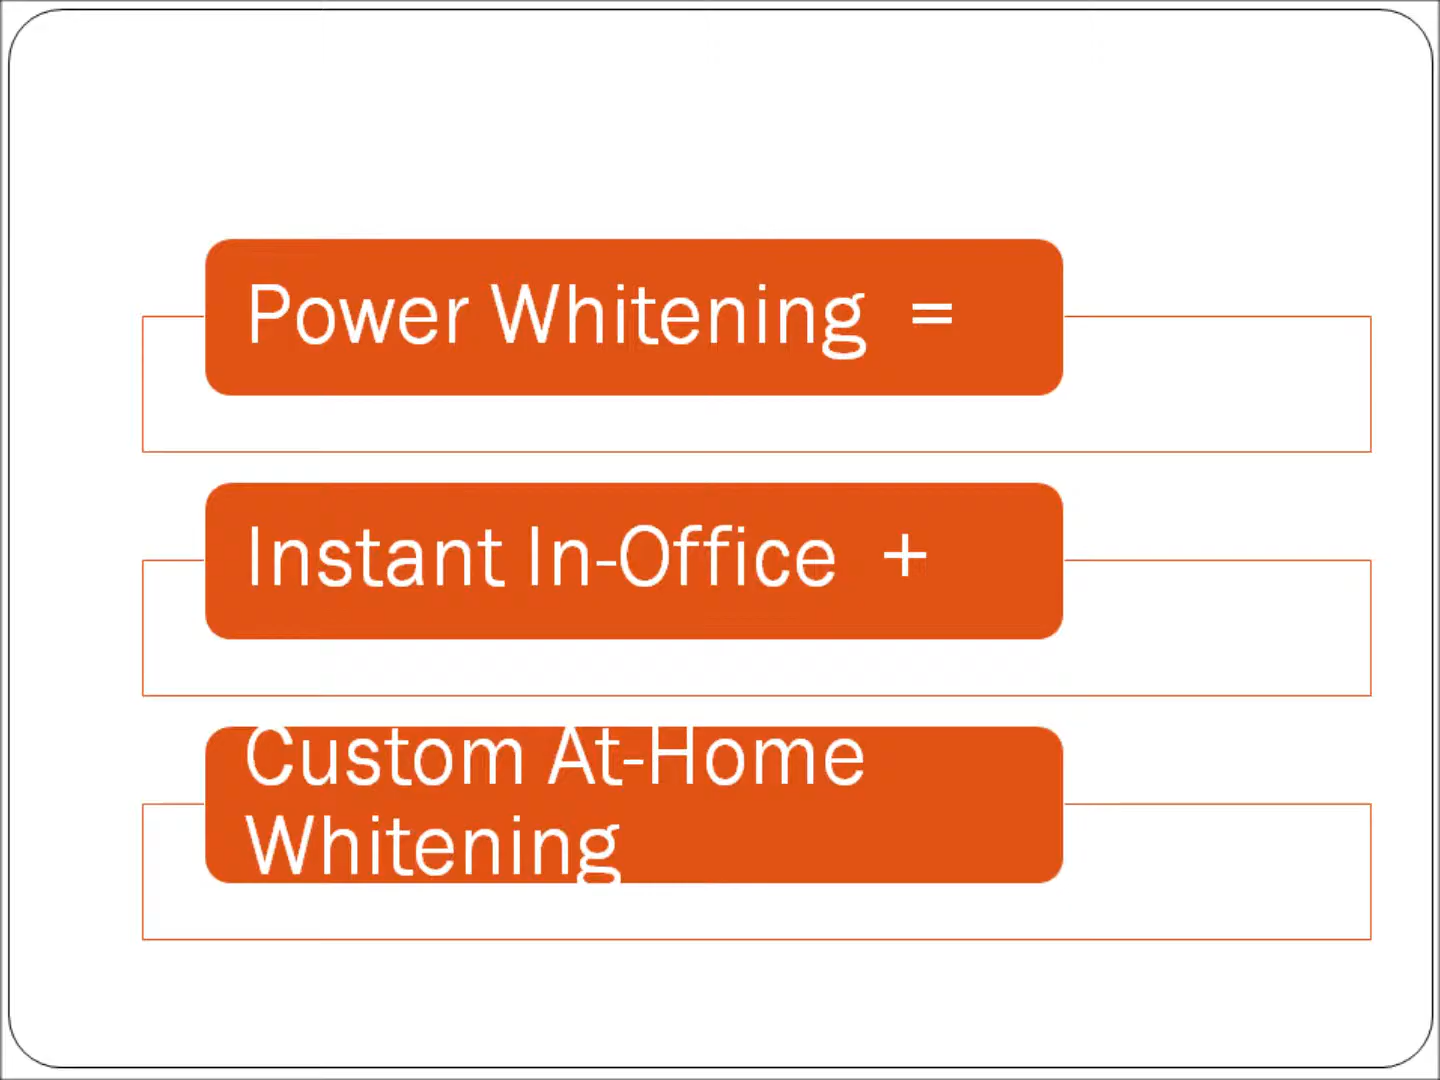 Power Whitening =
Instant In-Office +
Custom At-Home
Whitening